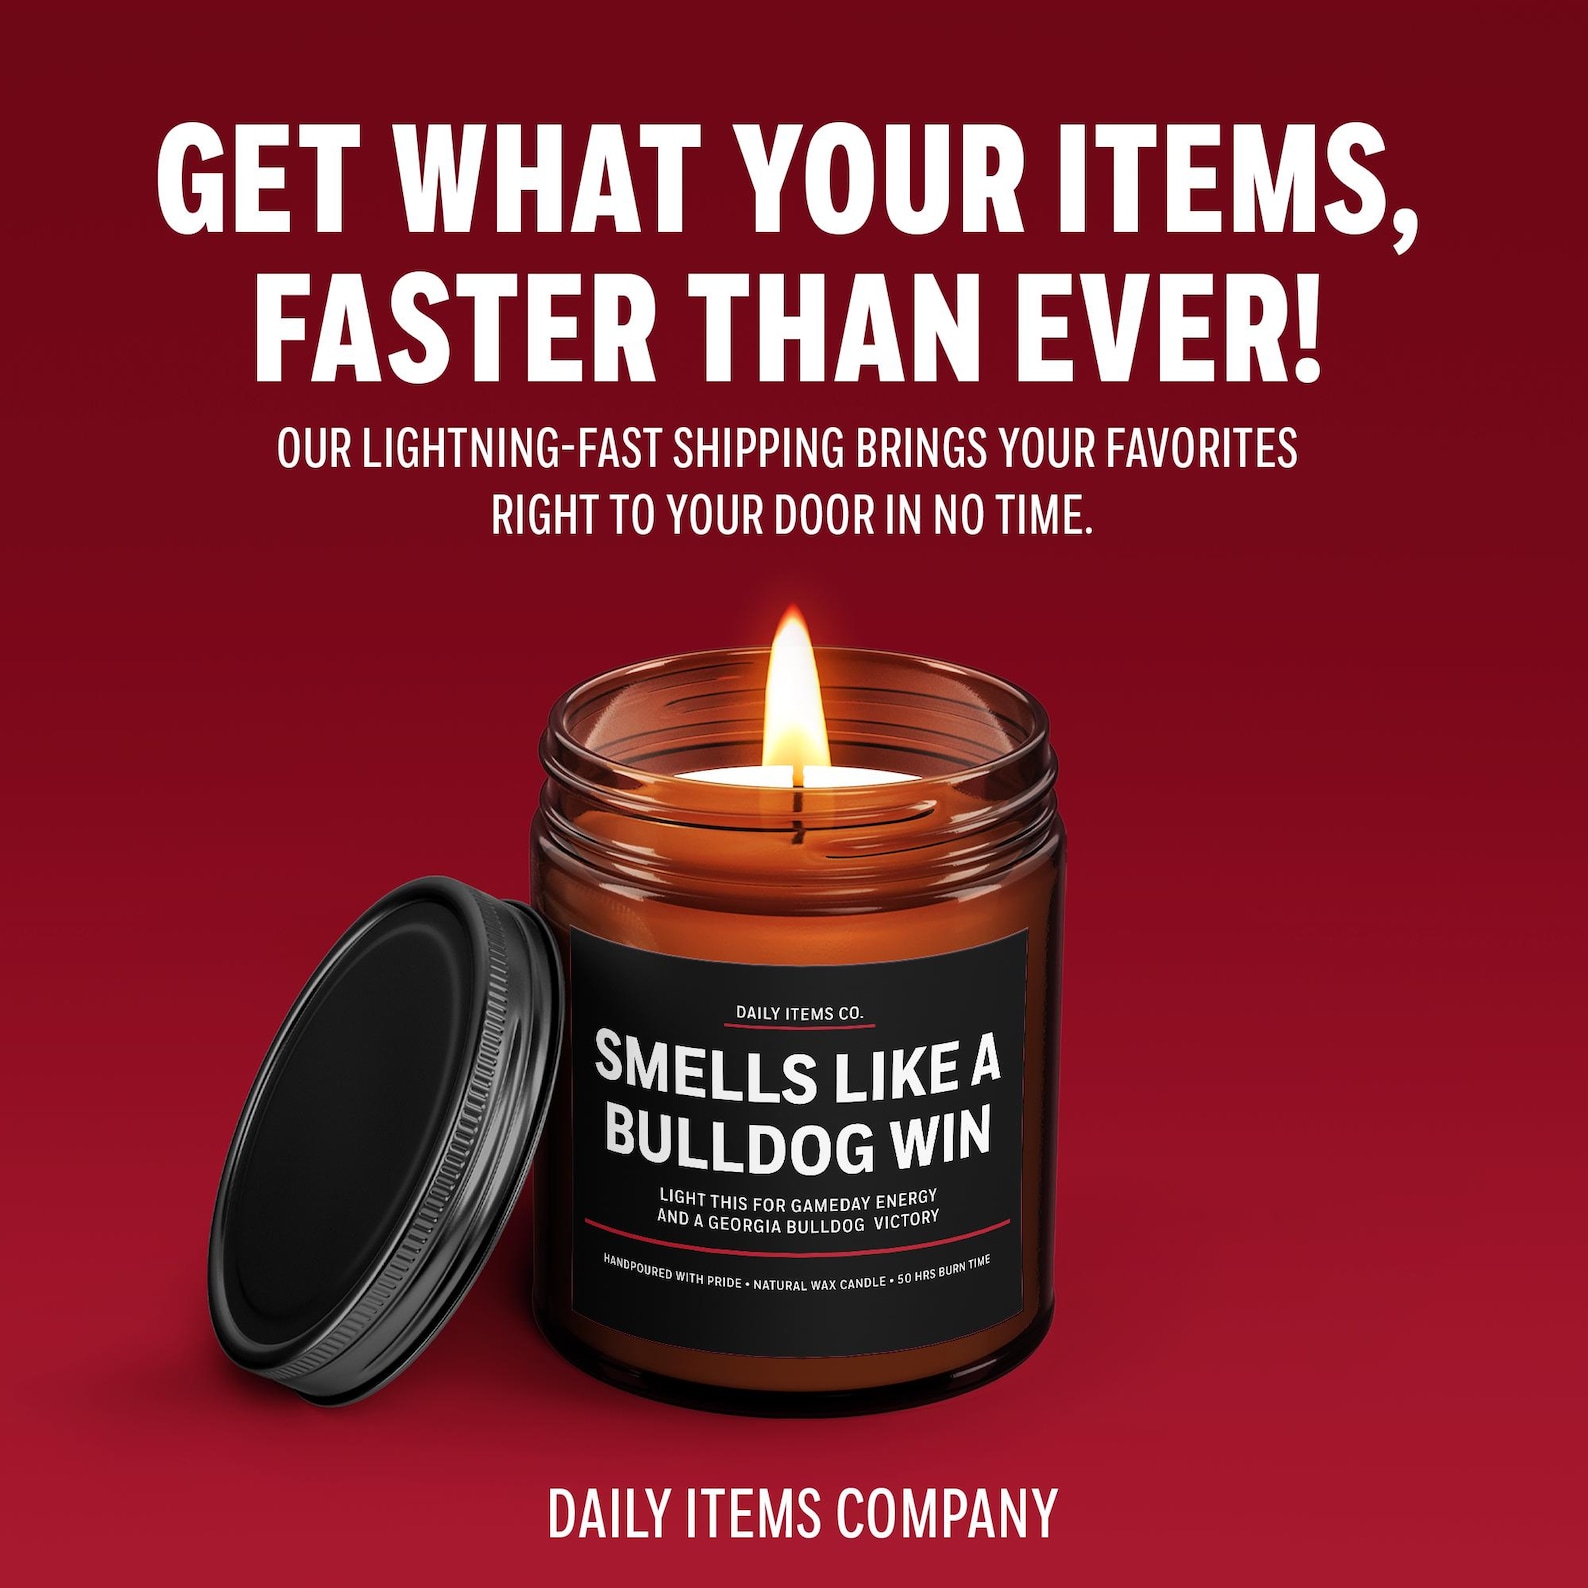 GET WHAT YOUR ITEMS,
FASTER THAN EVER!
OUR LIGHTNING-FAST SHIPPING BRINGS YOUR FAVORITES
RIGHT TO YOUR DOOR IN NO TIME.
DAILY ITEMS CO.
SMELLS LIKE A
BULLDOG WIN
LIGHT THIS FOR GAMEDAY ENERGY
AND A GEORGIA BULLDOG VICTORY
HANDPOURED WITH PRIDE • NATURAL WAX CANDLE • 50 HRS BURN TIME
DAILY ITEMS COMPANY